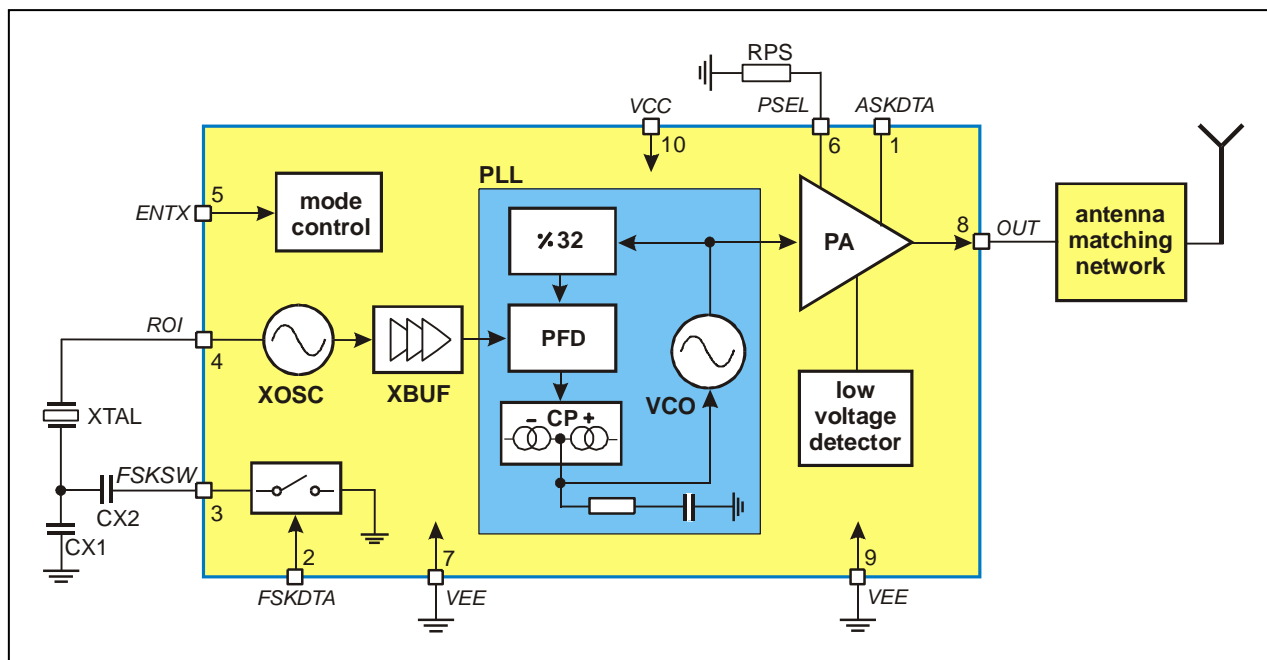 RPS
VCC
PSEL
ASKDTA
10
6
1
PLL
ENTX
5
mode
control
٪32
PA
8
OUT
antenna
matching
network
ROI
4
XOSC
XBUF
PFD
VCO
low
voltage
detector
XTAL
- CP +
FSKSW
3
CX2
CX1
2
7
9
FSKDTA
VEE
VEE